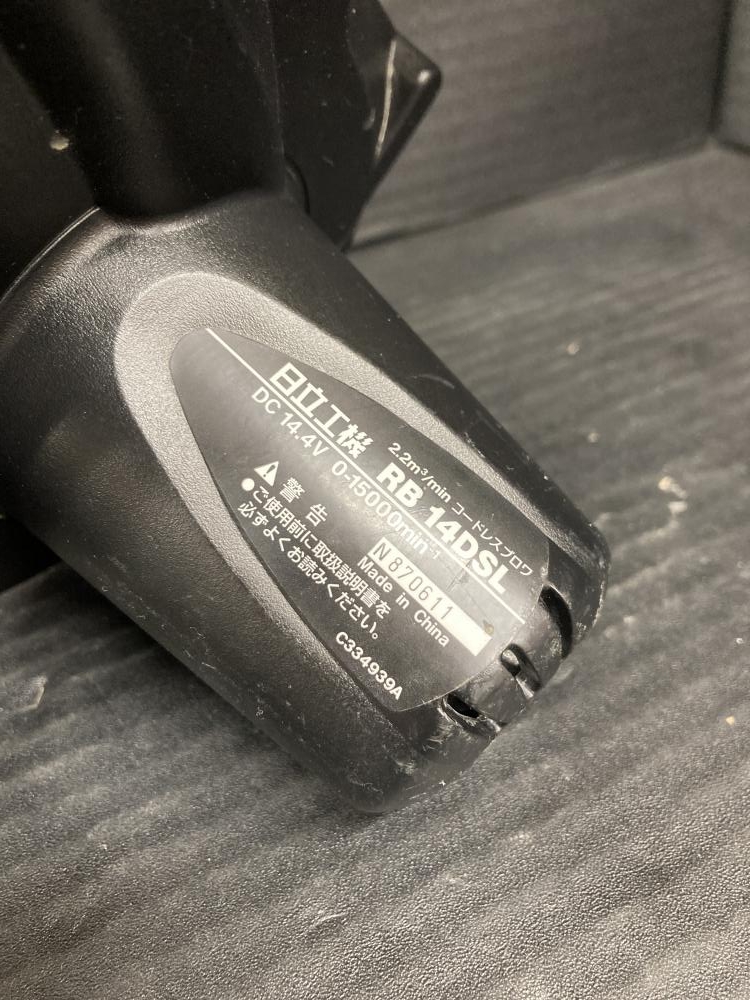 日立工機
2.2m³/min コードレスブロワ
RB 14DSL
DC 14.4V 0-15000min⁻¹
N870611
Made in China
警告
●ご使用前に取扱説明書を
必ずよくお読みください。
C334939A